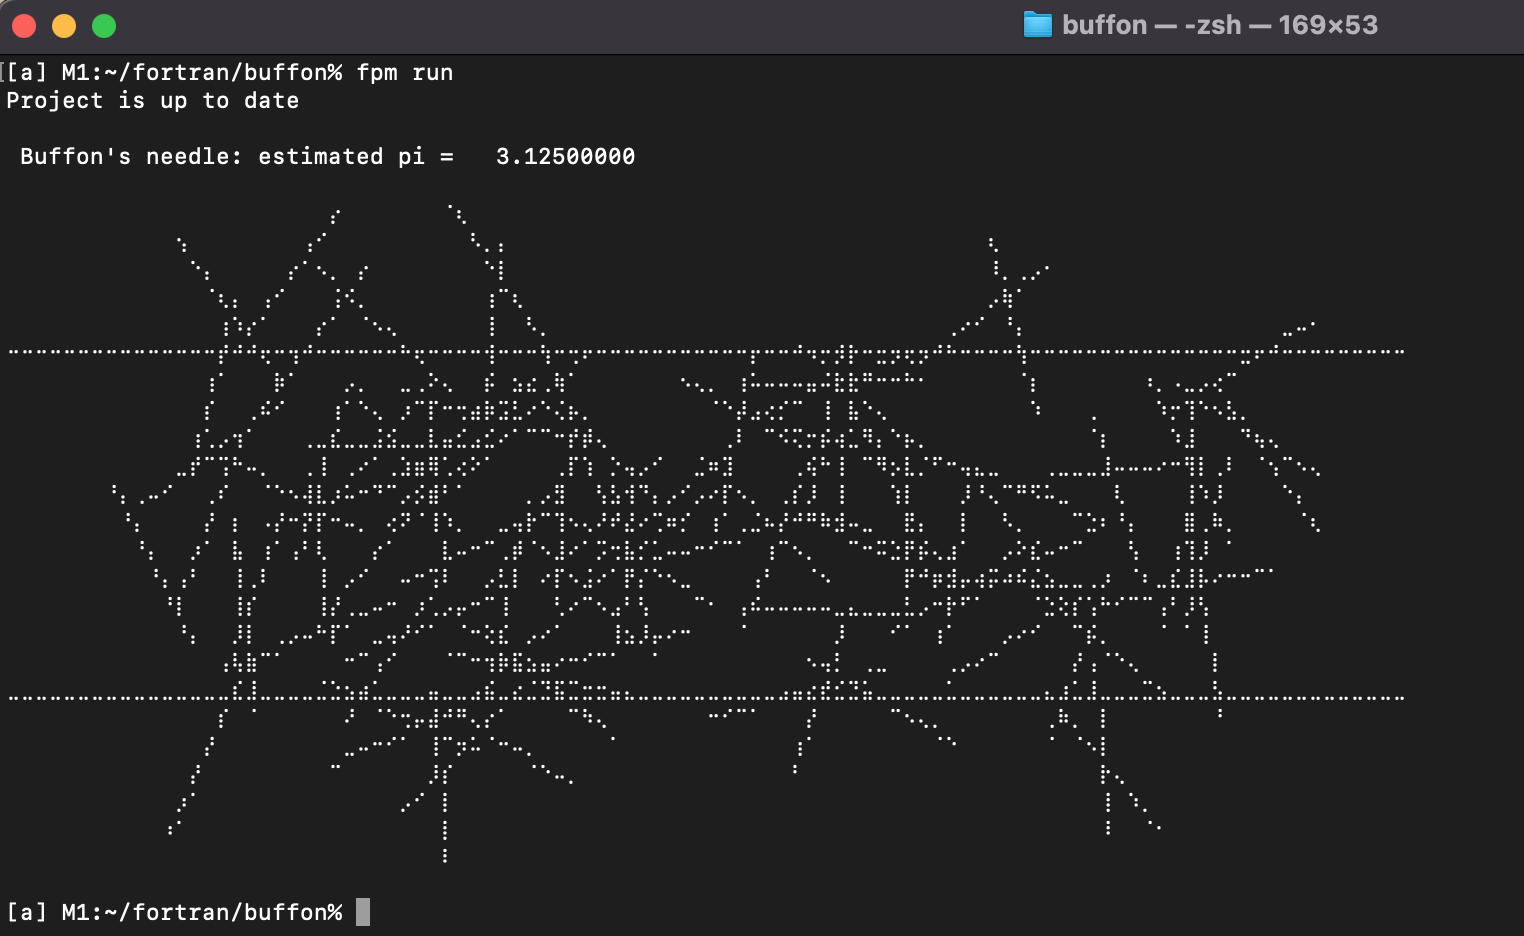 buffon — -zsh — 169×53
[a] M1:~/fortran/buffon% fpm run
Project is up to date
Buffon's needle: estimated pi =   3.12500000
[a] M1:~/fortran/buffon%